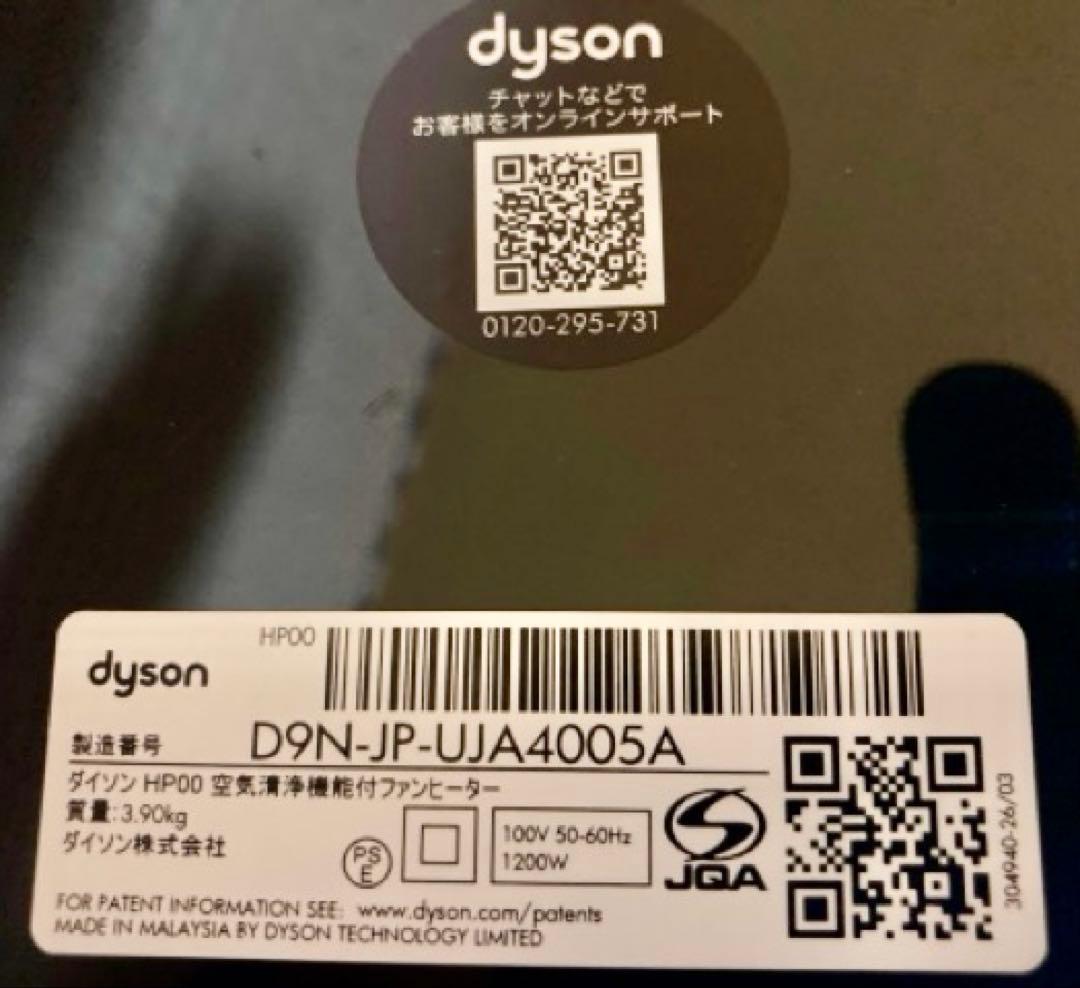 dyson
チャットなどで
お客様をオンラインサポート
0120-295-731
HP00
dyson
製造番号 D9N-JP-UJA4005A
ダイソン HP00 空気清浄機能付ファンヒーター
質量:3.90kg
ダイソン株式会社
PS
E
100V 50-60Hz
1200W
JQA
304940-26/03
FOR PATENT INFORMATION SEE: www.dyson.com/patents
MADE IN MALAYSIA BY DYSON TECHNOLOGY LIMITED